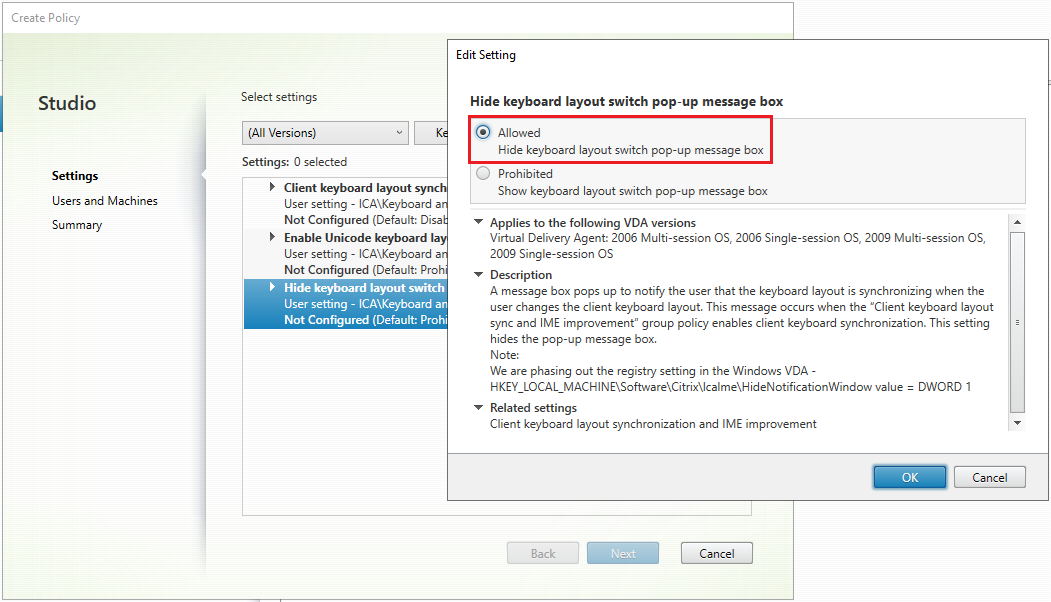 Create Policy
Studio
Settings
Users and Machines
Summary
Select settings
(All Versions)
Settings: 0 selected
Client keyboard layout synch
User setting - ICA\Keyboard an
Not Configured (Default: Disab
Enable Unicode keyboard lay
User setting - ICA\Keyboard an
Not Configured (Default: Prohi
Hide keyboard layout switch
User setting - ICA\Keyboard an
Not Configured (Default: Prohi
Back
Next
Cancel
Edit Setting
Hide keyboard layout switch pop-up message box
Allowed
Hide keyboard layout switch pop-up message box
Prohibited
Show keyboard layout switch pop-up message box
Applies to the following VDA versions
Virtual Delivery Agent: 2006 Multi-session OS, 2006 Single-session OS, 2009 Multi-session OS,
2009 Single-session OS
Description
A message box pops up to notify the user that the keyboard layout is synchronizing when the
user changes the client keyboard layout. This message occurs when the “Client keyboard layout
sync and IME improvement” group policy enables client keyboard synchronization. This setting
hides the pop-up message box.
Note:
We are phasing out the registry setting in the Windows VDA -
HKEY_LOCAL_MACHINE\Software\Citrix\IcaIme\HideNotificationWindow value = DWORD 1
Related settings
Client keyboard layout synchronization and IME improvement
OK
Cancel